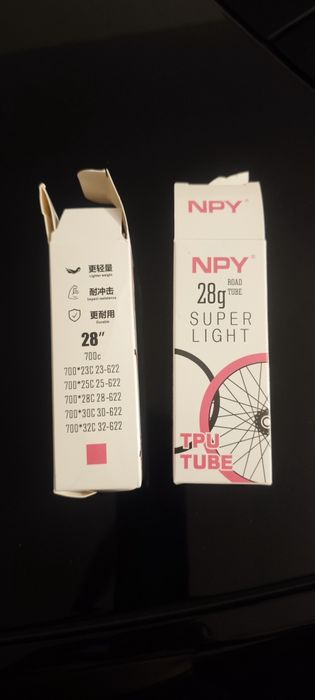 更轻量
Lighter weight
耐冲击
Impact resistance
更耐用
Durable
28"
700c
700*23C 23-622
700*25C 25-622
700*28C 28-622
700*30C 30-622
700*32C 32-622
NPY®
NPY®
28g ROAD
TUBE
SUPER
LIGHT
TPU
TUBE